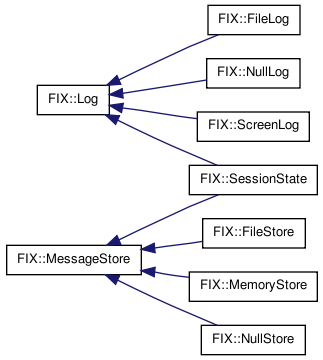 FIX::FileLog
FIX::NullLog
FIX::Log
FIX::ScreenLog
FIX::SessionState
FIX::FileStore
FIX::MessageStore
FIX::MemoryStore
FIX::NullStore